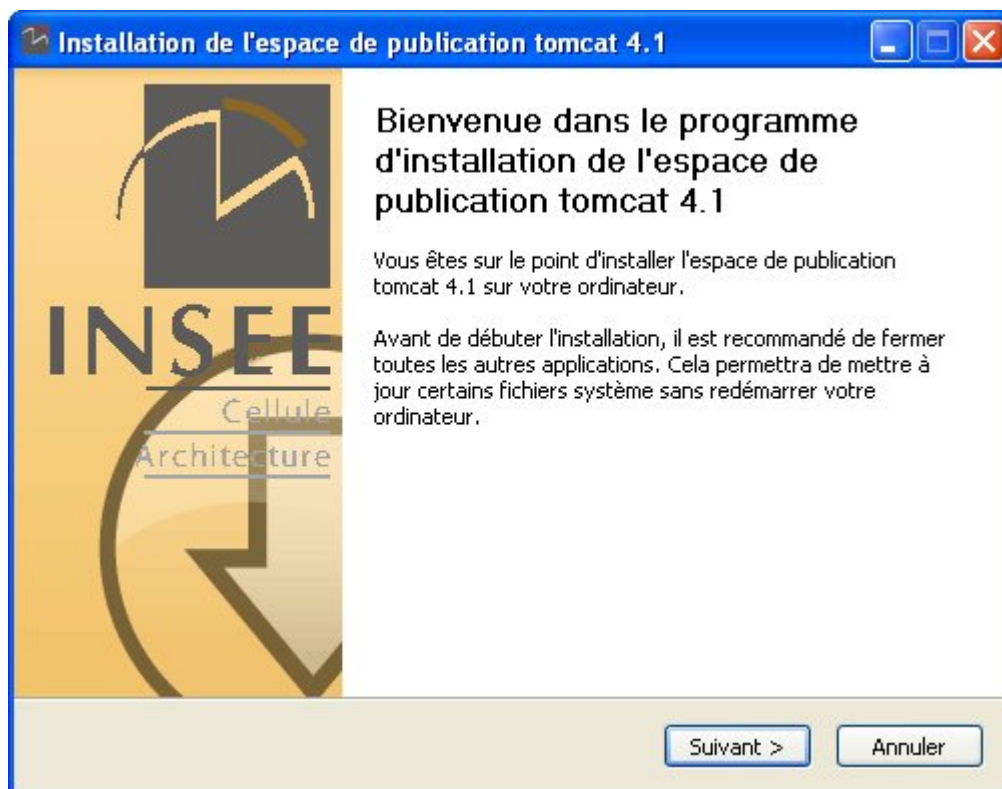 Installation de l'espace de publication tomcat 4.1
Bienvenue dans le programme
d'installation de l'espace de
publication tomcat 4.1
Vous êtes sur le point d'installer l'espace de publication
tomcat 4.1 sur votre ordinateur.
Avant de débuter l'installation, il est recommandé de fermer
toutes les autres applications. Cela permettra de mettre à
jour certains fichiers système sans redémarrer votre
ordinateur.
INSEE
Cellule
Architecture
Suivant >
Annuler